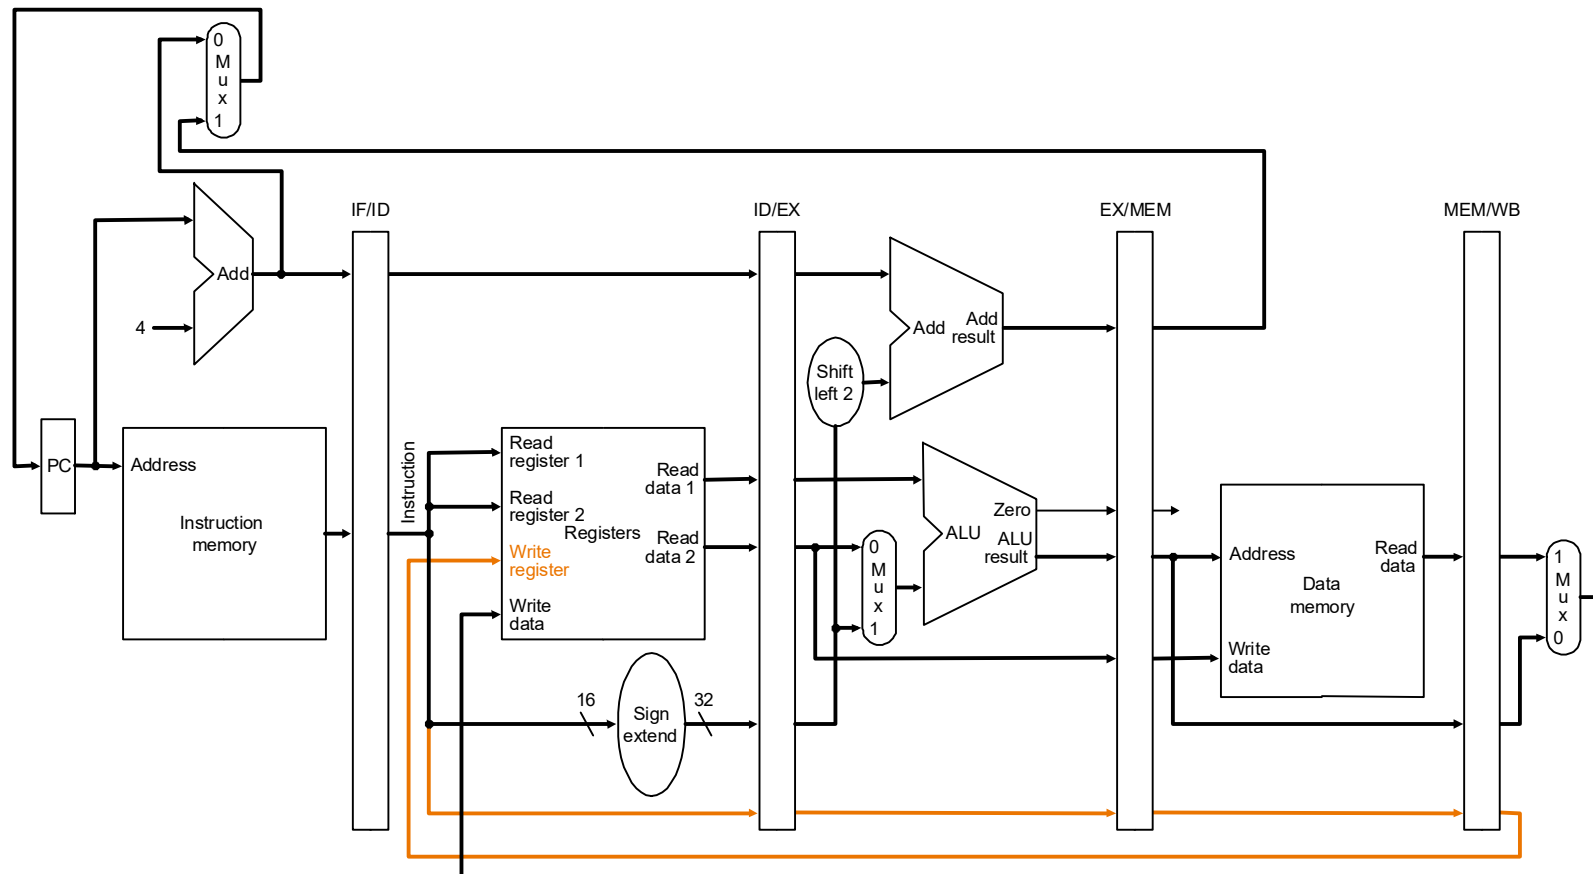 0
M
u
x
1
IF/ID
ID/EX
EX/MEM
MEM/WB
Add
4
Add
Add
result
Shift
left 2
PC
Address
Instruction
memory
Instruction
Read
register 1
Read
register 2
Write
register
Write
data
Registers
Read
data 1
Read
data 2
0
M
u
x
1
Zero
ALU
ALU
result
Address
Read
data
Data
memory
Write
data
1
M
u
x
0
16
Sign
extend
32